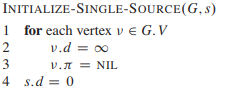 INITIALIZE-SINGLE-SOURCE(G, s)
1 for each vertex v ∈ G.V
2 v.d = ∞
3 v.π = NIL
4 s.d = 0